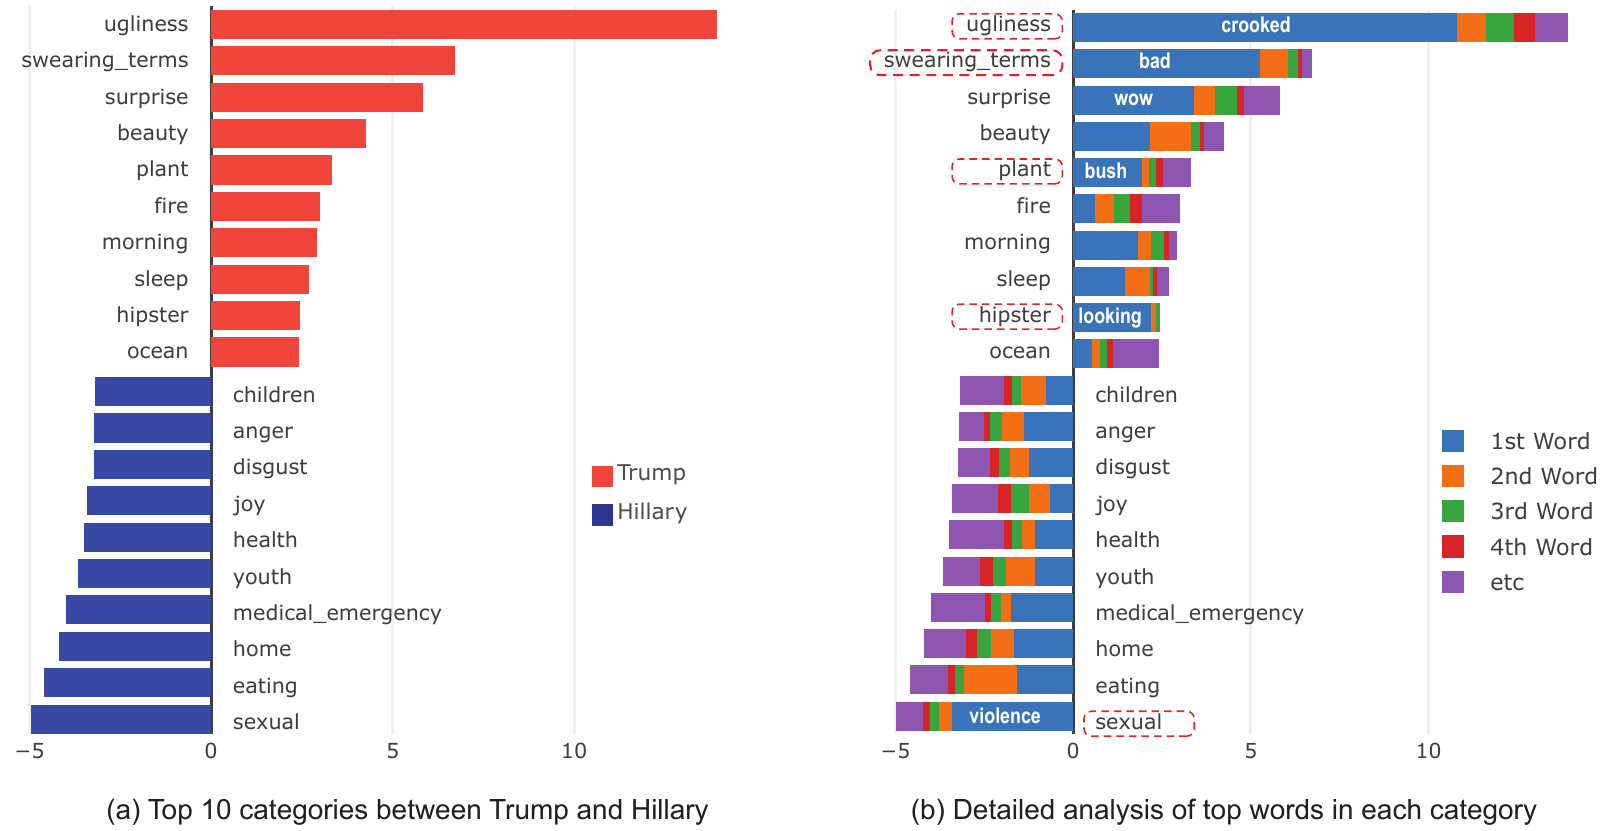 ugliness
swearing_terms
surprise
beauty
plant
fire
morning
sleep
hipster
ocean
children
anger
disgust
joy
health
youth
medical_emergency
home
eating
sexual
Trump
Hillary
−5 0 5 10
(a) Top 10 categories between Trump and Hillary
ugliness crooked
swearing_terms bad
surprise wow
beauty
plant bush
fire
morning
sleep
hipster looking
ocean
children
anger
disgust
joy
health
youth
medical_emergency
home
eating
violence sexual
1st Word
2nd Word
3rd Word
4th Word
etc
−5 0 5 10
(b) Detailed analysis of top words in each category